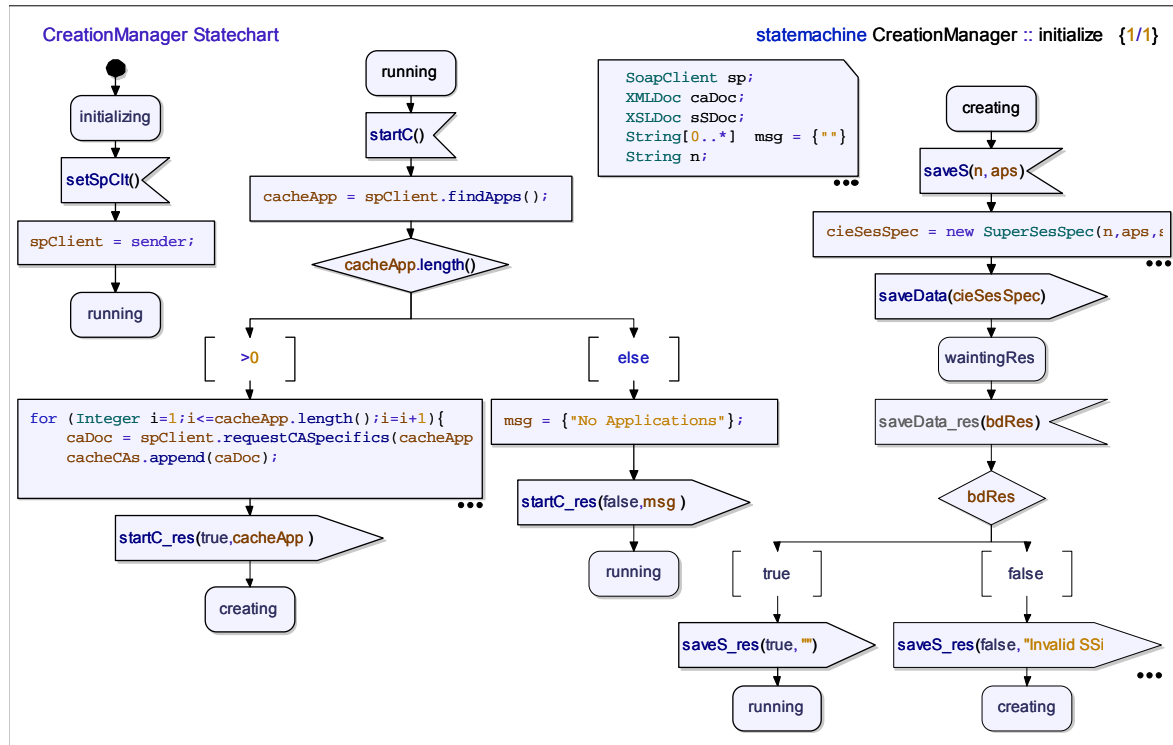 CreationManager Statechart
statemachine CreationManager :: initialize {1/1}
initializing
setSpClt()
spClient = sender;
running
running
startC()
cacheApp = spClient.findApps();
cacheApp.length()
>0
else
for (Integer i=1;i<=cacheApp.length();i=i+1){
caDoc = spClient.requestCASpecifics(cacheApp
cacheCAs.append(caDoc);
startC_res(true,cacheApp )
creating
msg = {"No Applications"};
startC_res(false,msg )
running
SoapClient sp;
XMLDoc caDoc;
XSLDoc sSDoc;
String[0..*] msg = {""}
String n;
creating
saveS(n, aps)
cieSesSpec = new SuperSesSpec(n,aps,s
saveData(cieSesSpec)
waintingRes
saveData_res(bdRes)
bdRes
true
false
saveS_res(true, "")
saveS_res(false, "Invalid SSi
running
creating